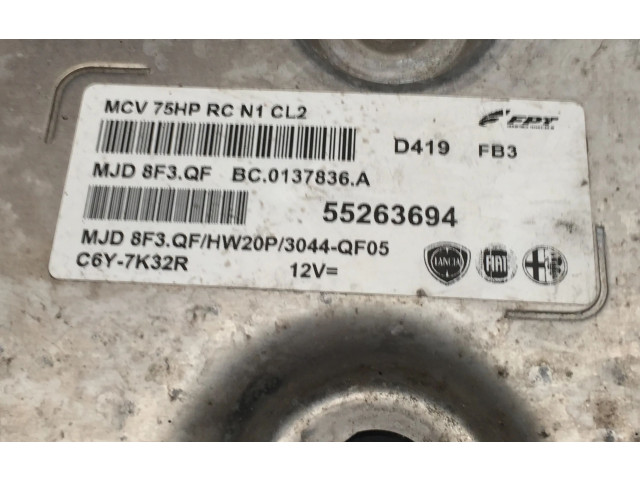 MCV 75HP RC N1 CL2
FPT
D419 FB3
MJD 8F3.QF BC.0137836.A
55263694
MJD 8F3.QF/HW20P/3044-QF05
C6Y-7K32R 12V=
LANCIA FIAT